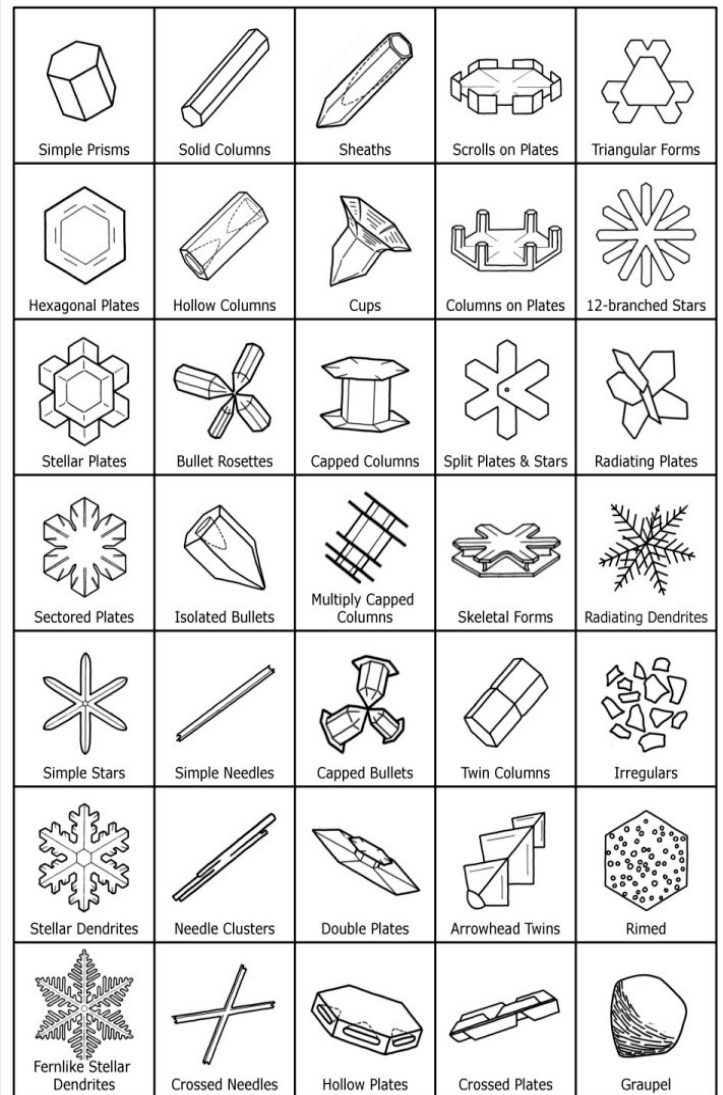 Simple Prisms
Solid Columns
Sheaths
Scrolls on Plates
Triangular Forms
Hexagonal Plates
Hollow Columns
Cups
Columns on Plates
12-branched Stars
Stellar Plates
Bullet Rosettes
Capped Columns
Split Plates & Stars
Radiating Plates
Sectored Plates
Isolated Bullets
Multiply Capped
Columns
Skeletal Forms
Radiating Dendrites
Simple Stars
Simple Needles
Capped Bullets
Twin Columns
Irregulars
Stellar Dendrites
Needle Clusters
Double Plates
Arrowhead Twins
Rimed
Fernlike Stellar
Dendrites
Crossed Needles
Hollow Plates
Crossed Plates
Graupel